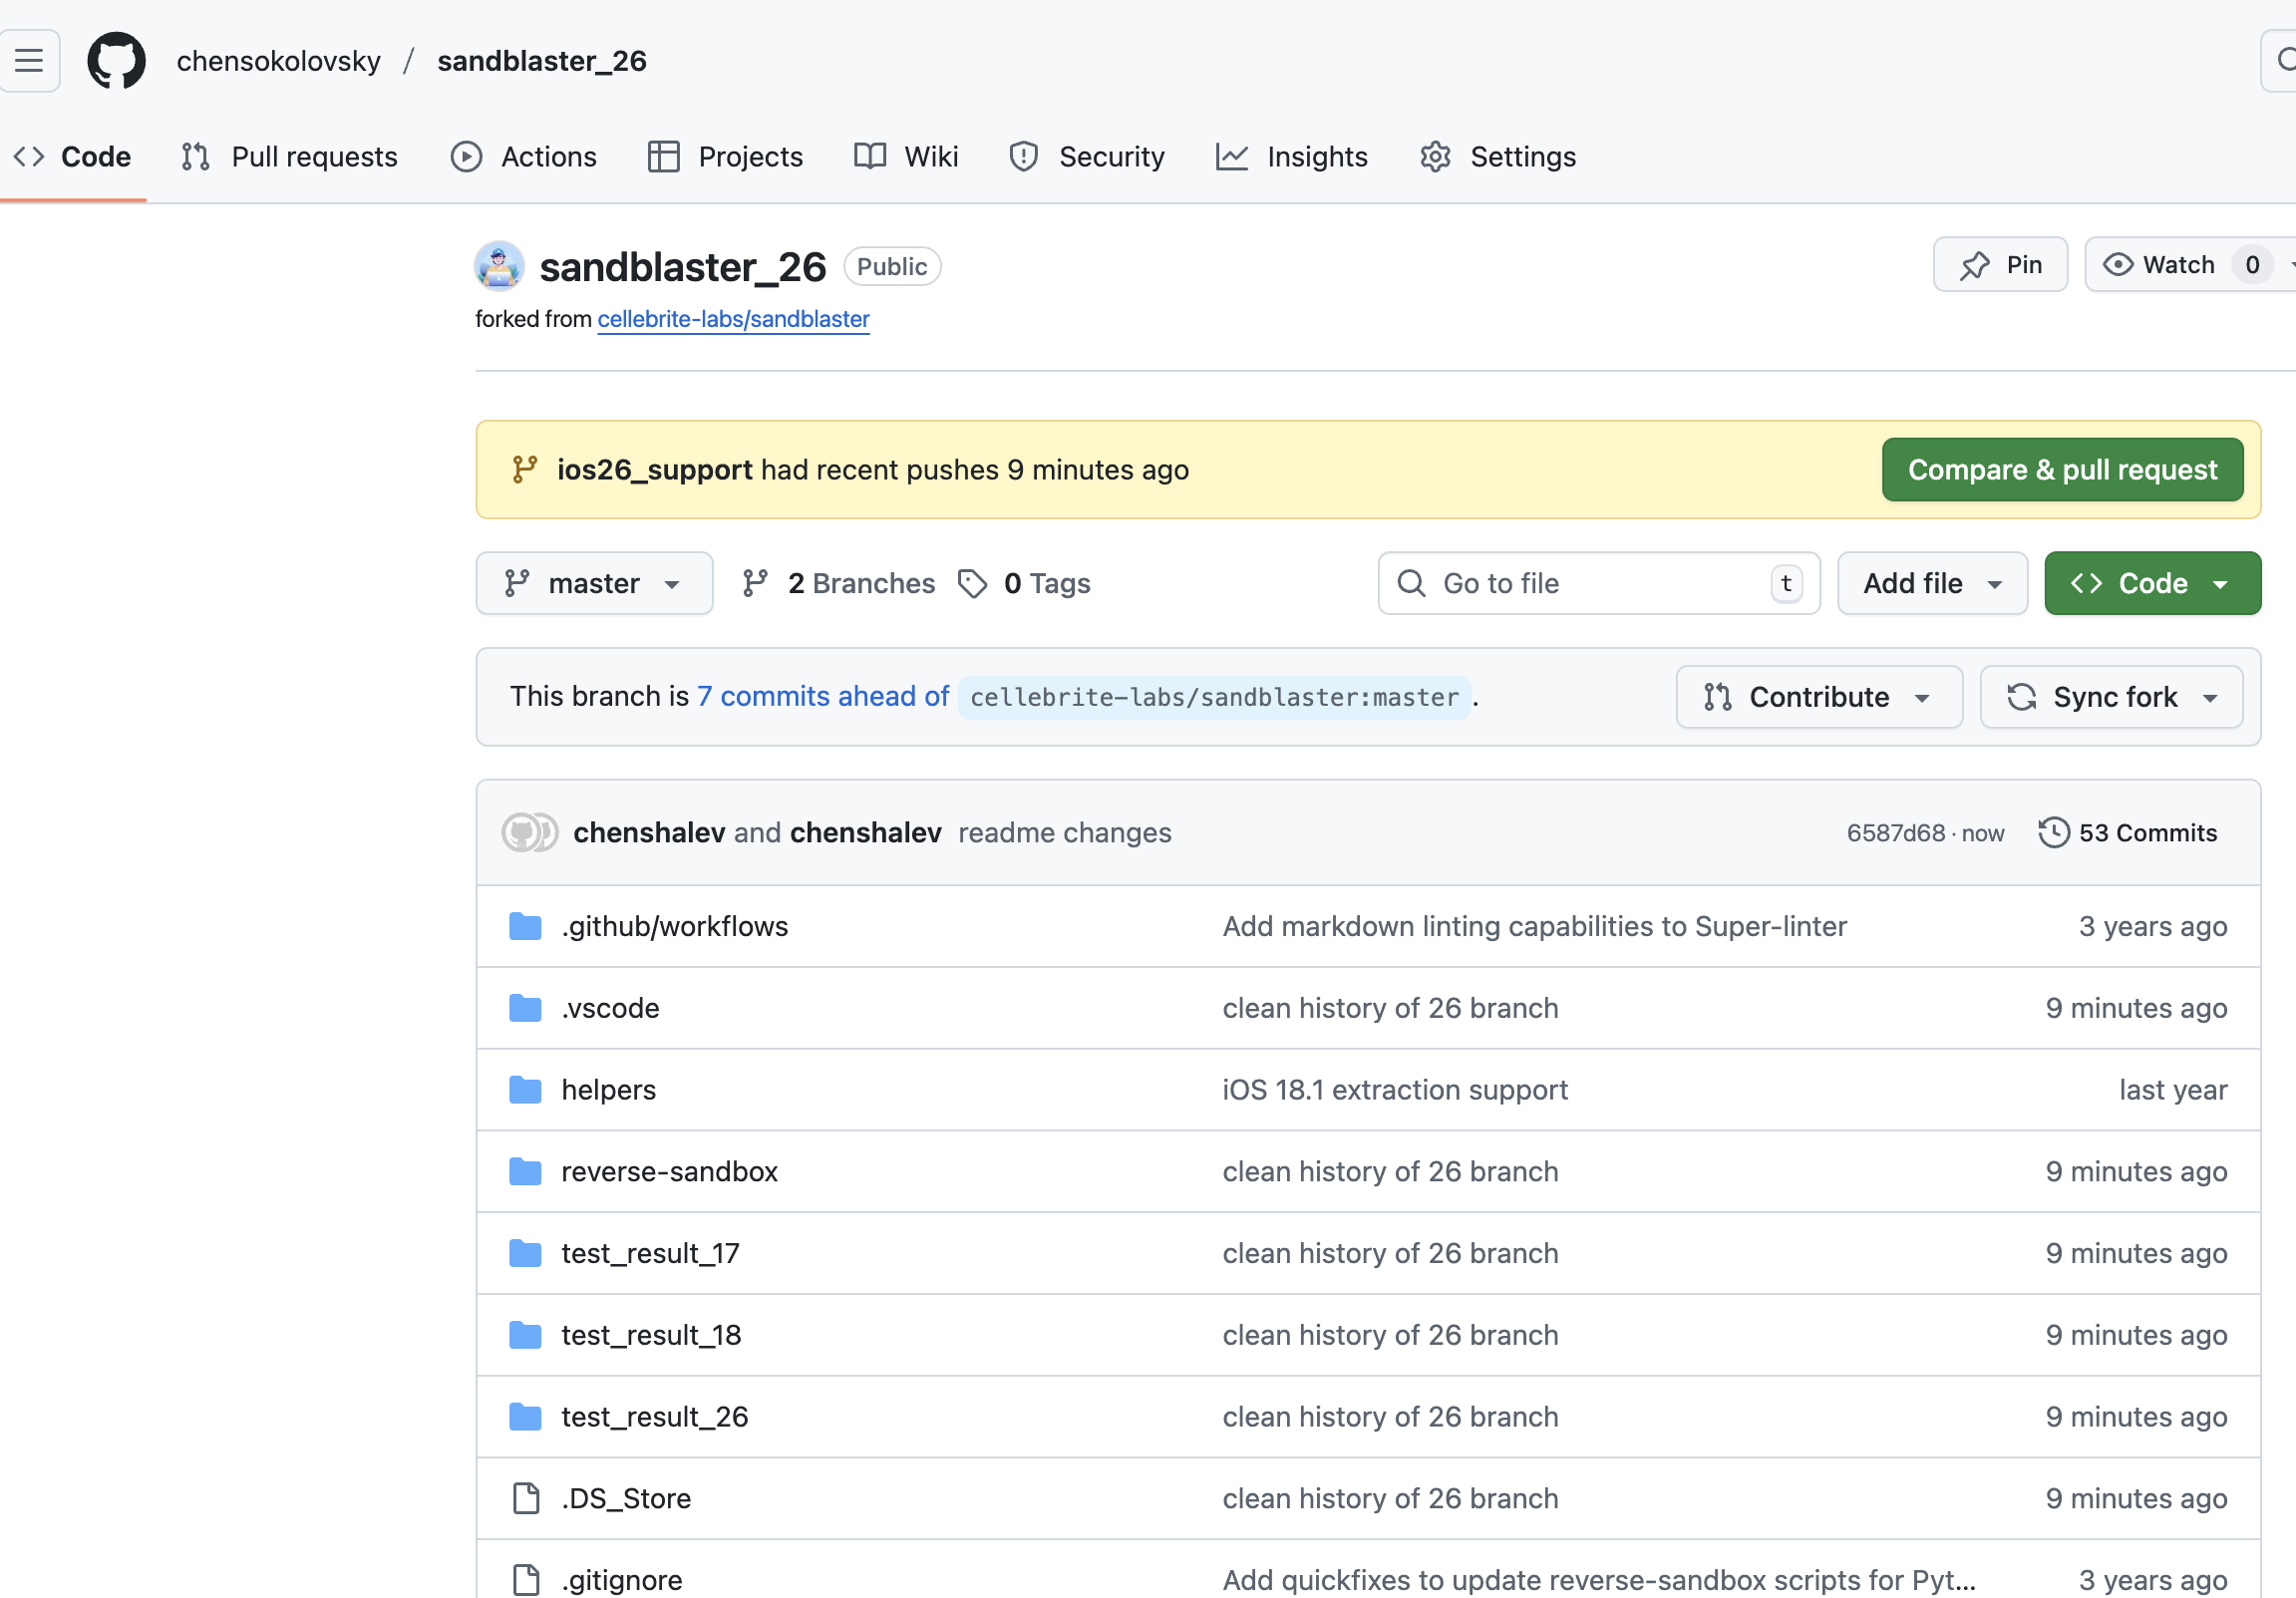 chensokolovsky / sandblaster_26
Code Pull requests Actions Projects Wiki Security Insights Settings
sandblaster_26 Public Pin Watch 0
forked from cellebrite-labs/sandblaster
ios26_support had recent pushes 9 minutes ago Compare & pull request
master 2 Branches 0 Tags Go to file t Add file Code
This branch is 7 commits ahead of cellebrite-labs/sandblaster:master. Contribute Sync fork
chenshalev and chenshalev readme changes 6587d68 · now 53 Commits
.github/workflows Add markdown linting capabilities to Super-linter 3 years ago
.vscode clean history of 26 branch 9 minutes ago
helpers iOS 18.1 extraction support last year
reverse-sandbox clean history of 26 branch 9 minutes ago
test_result_17 clean history of 26 branch 9 minutes ago
test_result_18 clean history of 26 branch 9 minutes ago
test_result_26 clean history of 26 branch 9 minutes ago
.DS_Store clean history of 26 branch 9 minutes ago
.gitignore Add quickfixes to update reverse-sandbox scripts for Pyt... 3 years ago